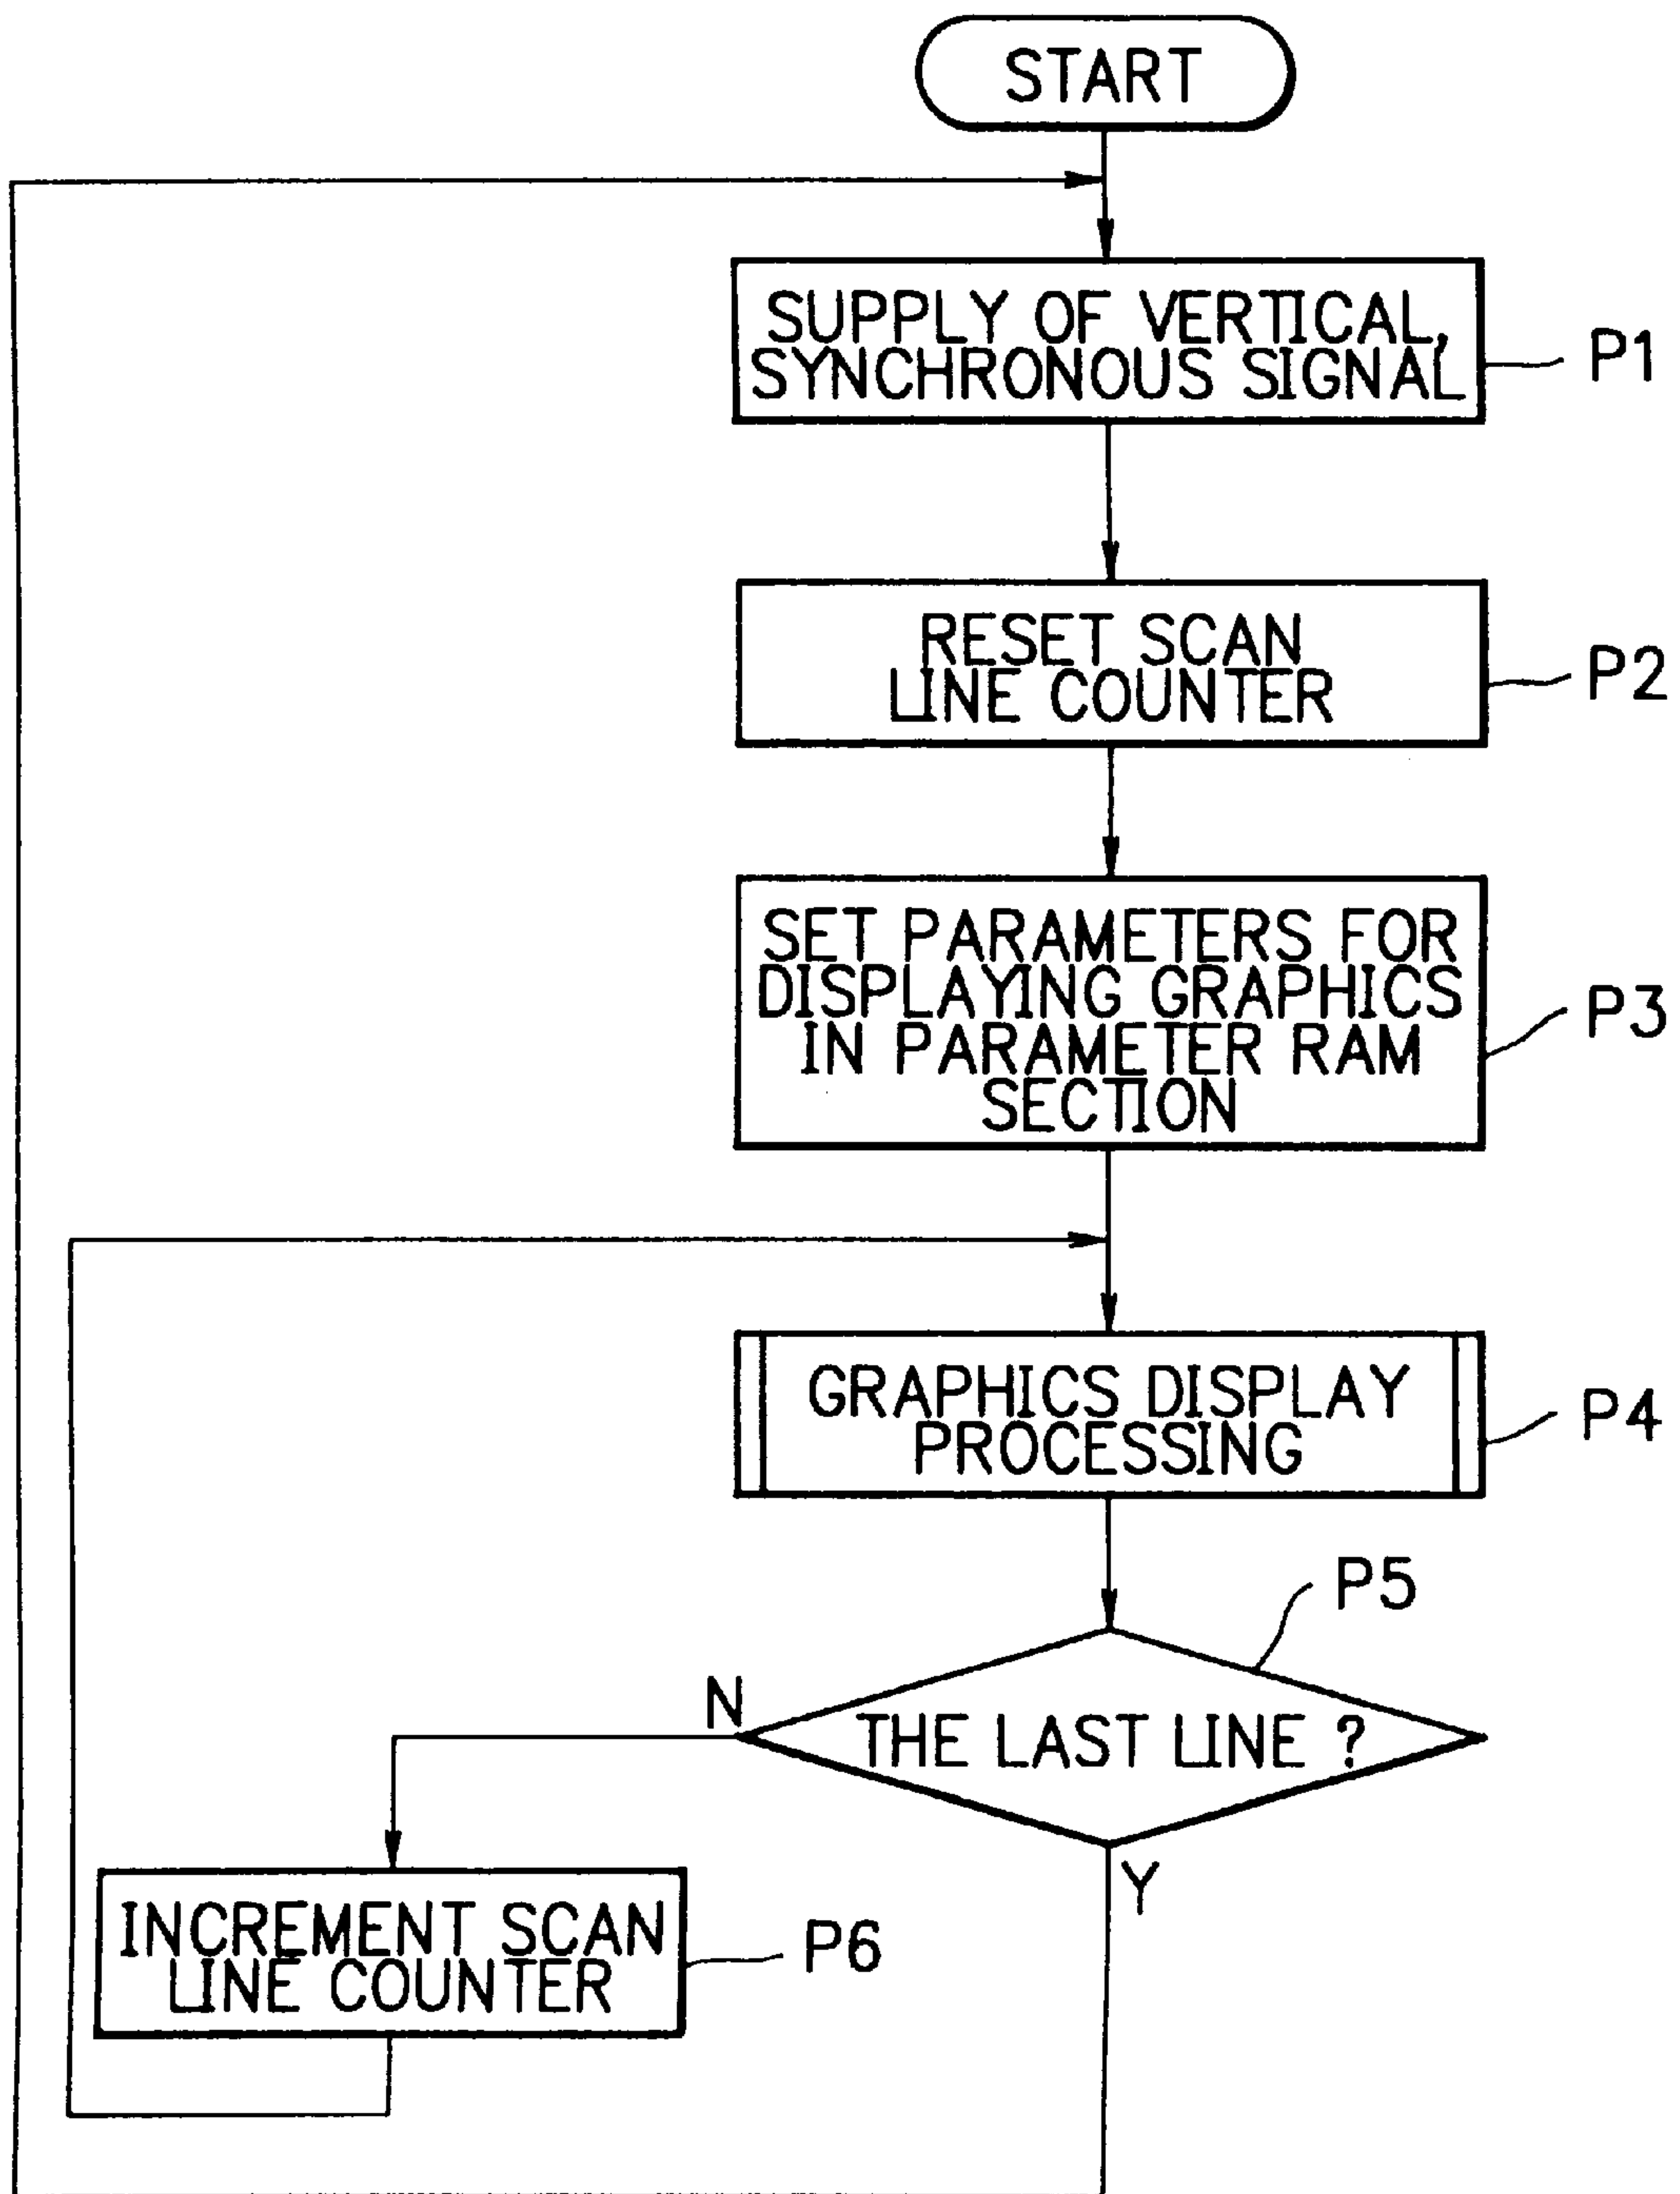 START
SUPPLY OF VERTICAL,
SYNCHRONOUS SIGNAL
P1
RESET SCAN
LINE COUNTER
P2
SET PARAMETERS FOR
DISPLAYING GRAPHICS
IN PARAMETER RAM
SECTION
P3
GRAPHICS DISPLAY
PROCESSING
P4
P5
N
THE LAST LINE ?
Y
INCREMENT SCAN
LINE COUNTER
P6